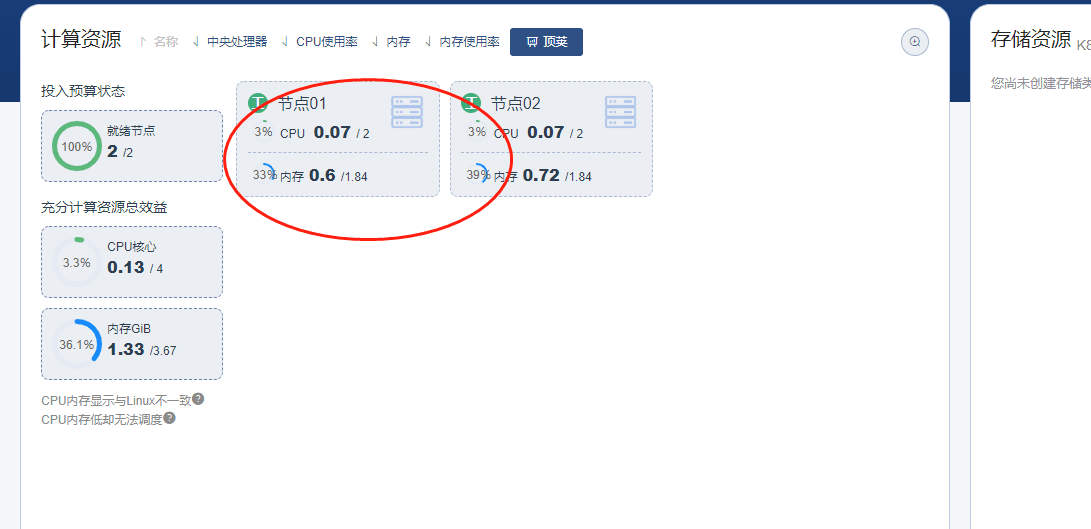 计算资源 名称 中央处理器 CPU使用率 内存 内存使用率 顶荚
投入预算状态
100% 就绪节点
2 /2
充分计算资源总效益
3.3% CPU核心
0.13 / 4
36.1% 内存GiB
1.33 /3.67
CPU内存显示与Linux不一致?
CPU内存低却无法调度?
工 节点01
3% CPU 0.07 / 2
33% 内存 0.6 /1.84
工 节点02
3% CPU 0.07 / 2
39% 内存 0.72 /1.84
存储资源 K8
您尚未创建存储类